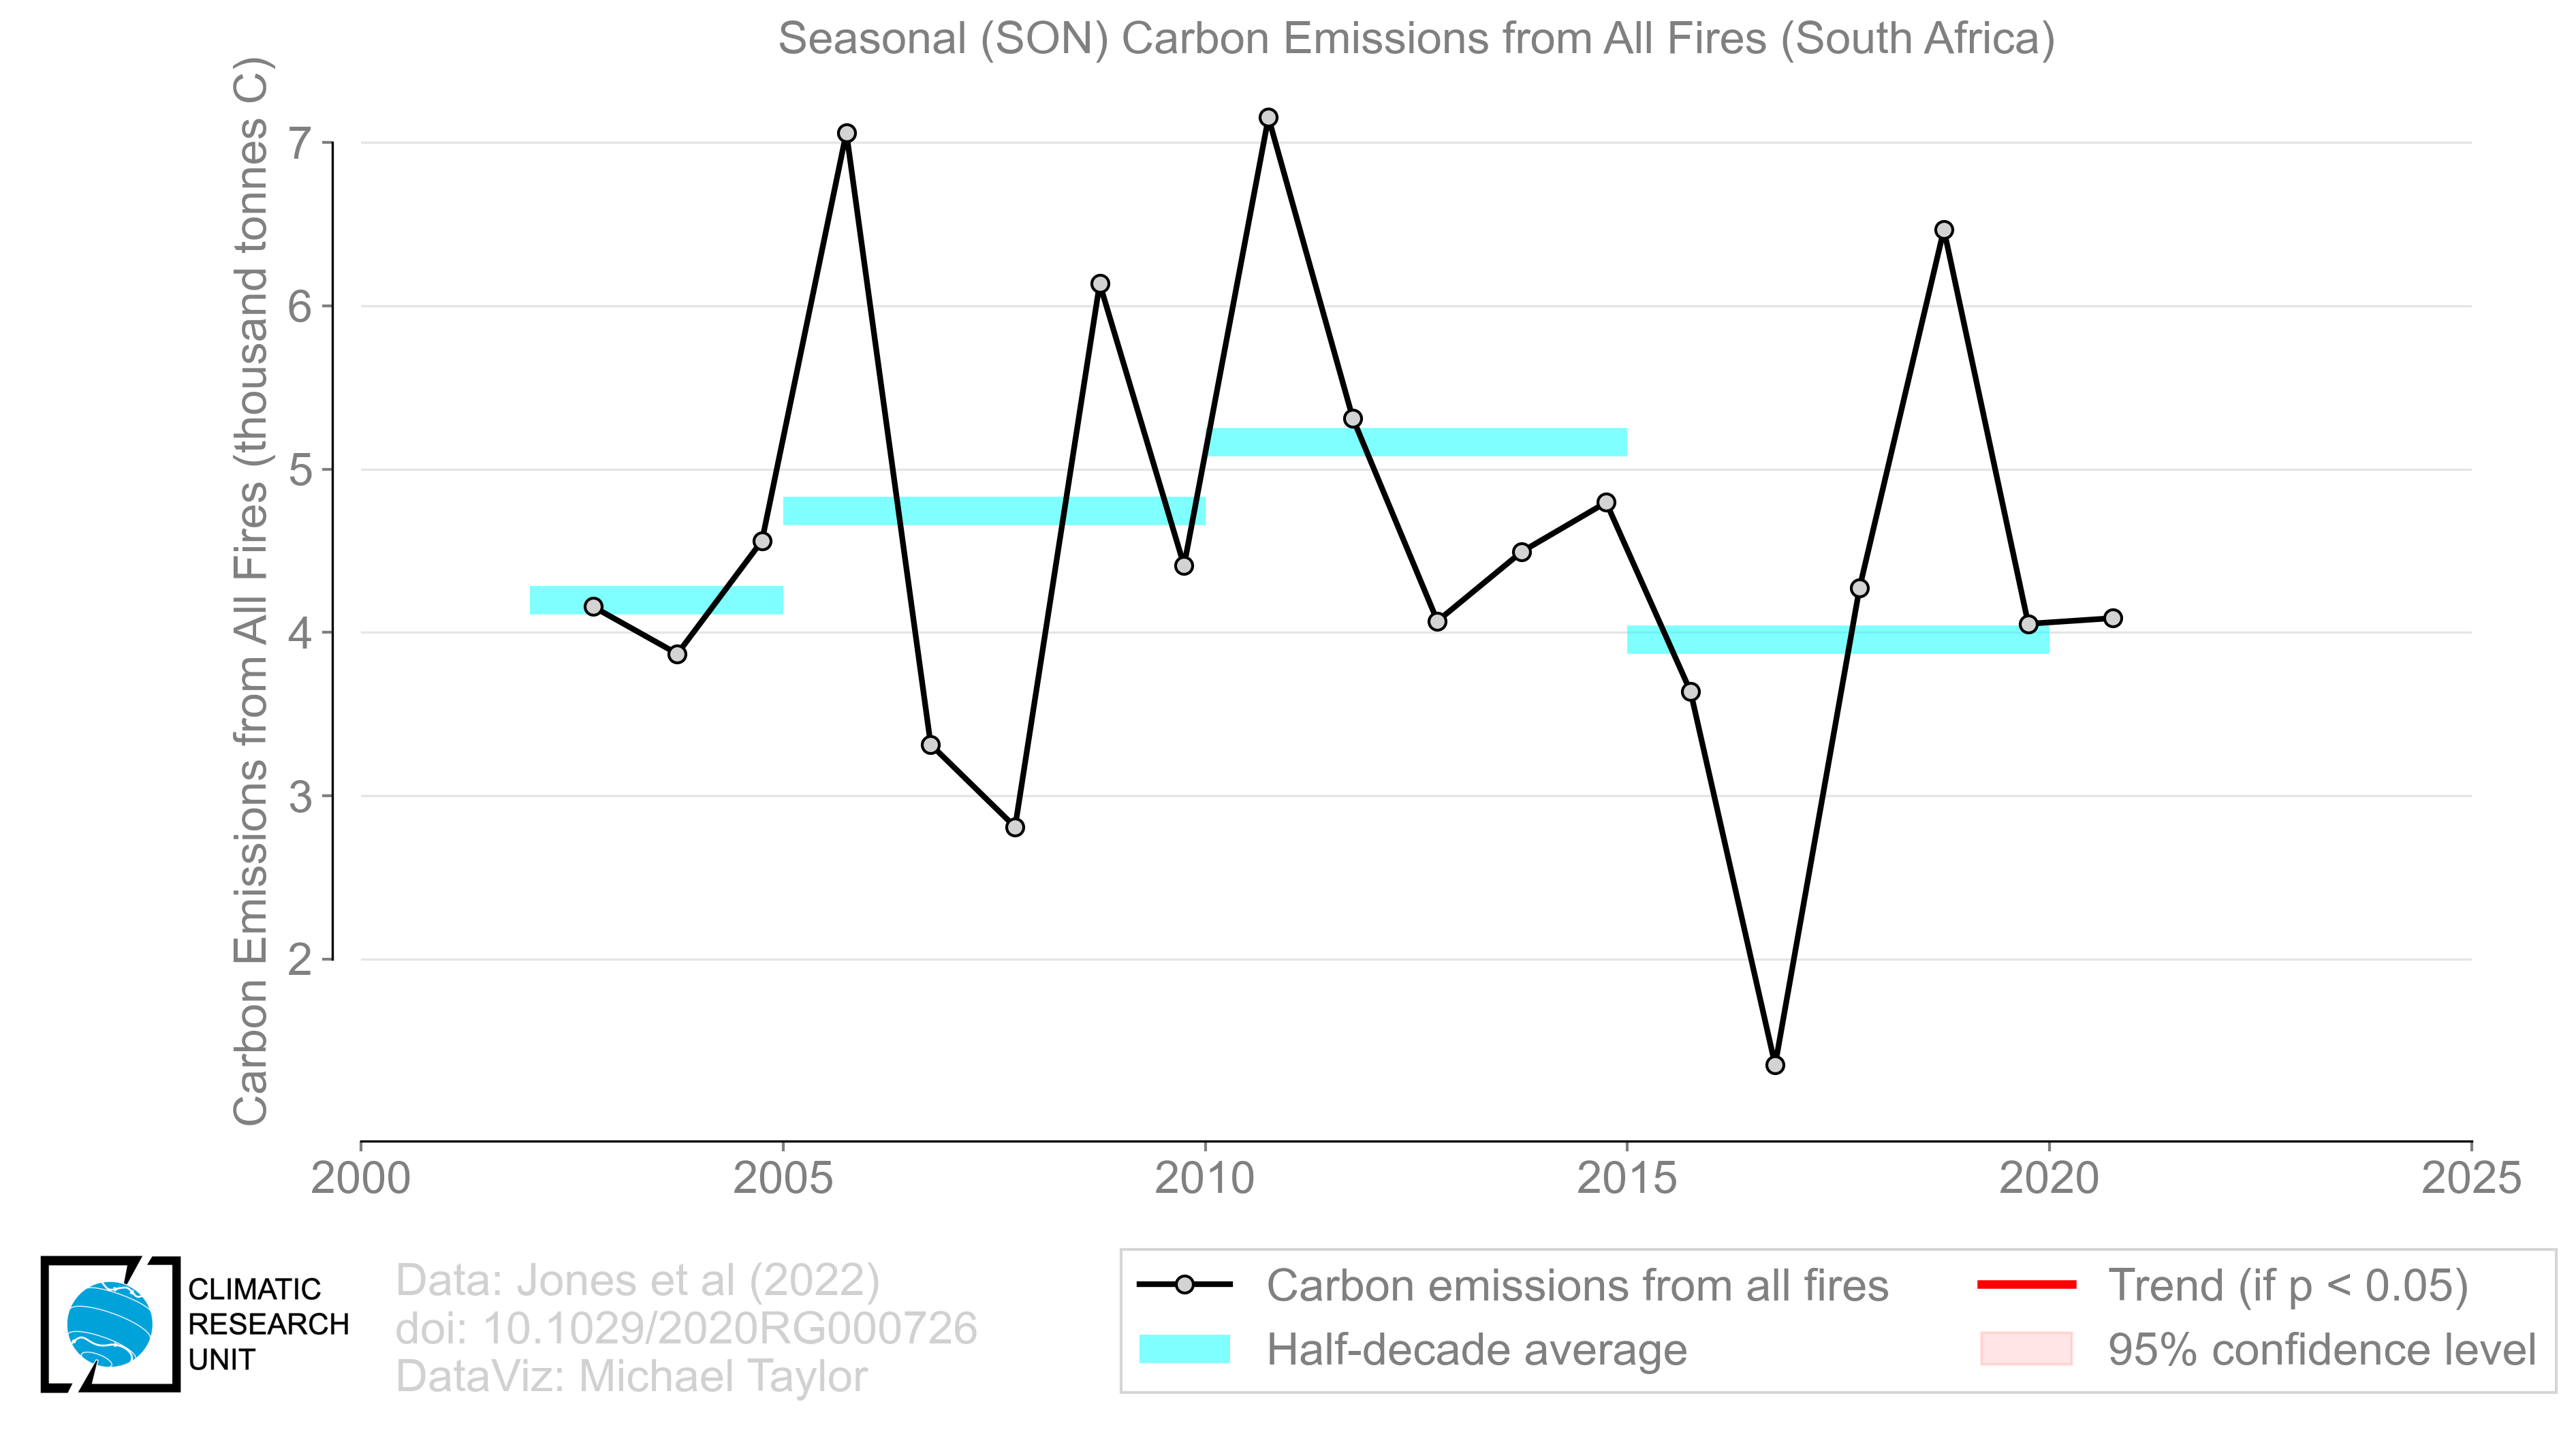 Seasonal (SON) Carbon Emissions from All Fires (South Africa)
Carbon Emissions from All Fires (thousand tonnes C)
7
6
5
4
3
2
2000 2005 2010 2015 2020 2025
CLIMATIC
RESEARCH
UNIT
Data: Jones et al (2022)
doi: 10.1029/2020RG000726
DataViz: Michael Taylor
Carbon emissions from all fires
Half-decade average
Trend (if p < 0.05)
95% confidence level